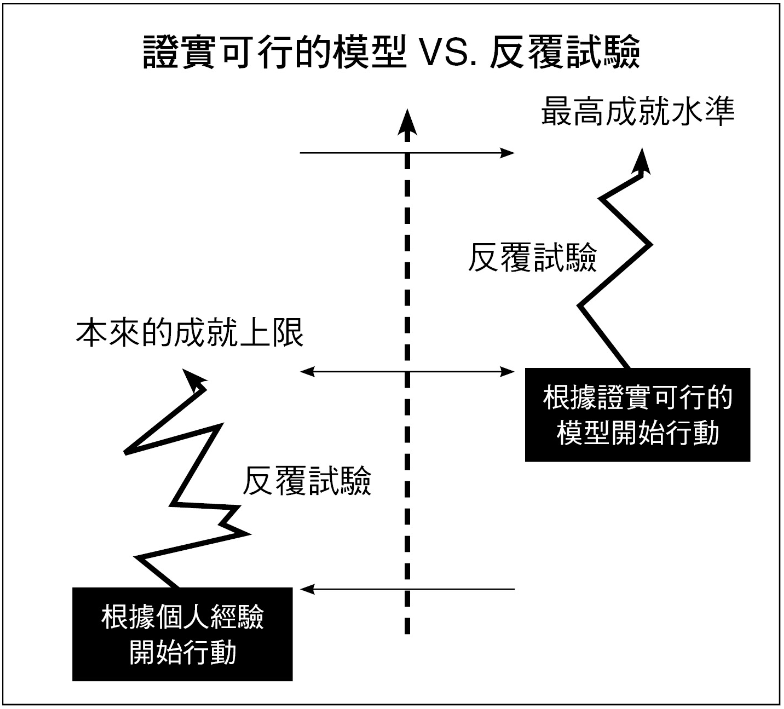 證實可行的模型 VS. 反覆試驗
最高成就水準
反覆試驗
本來的成就上限
根據證實可行的
模型開始行動
反覆試驗
根據個人經驗
開始行動